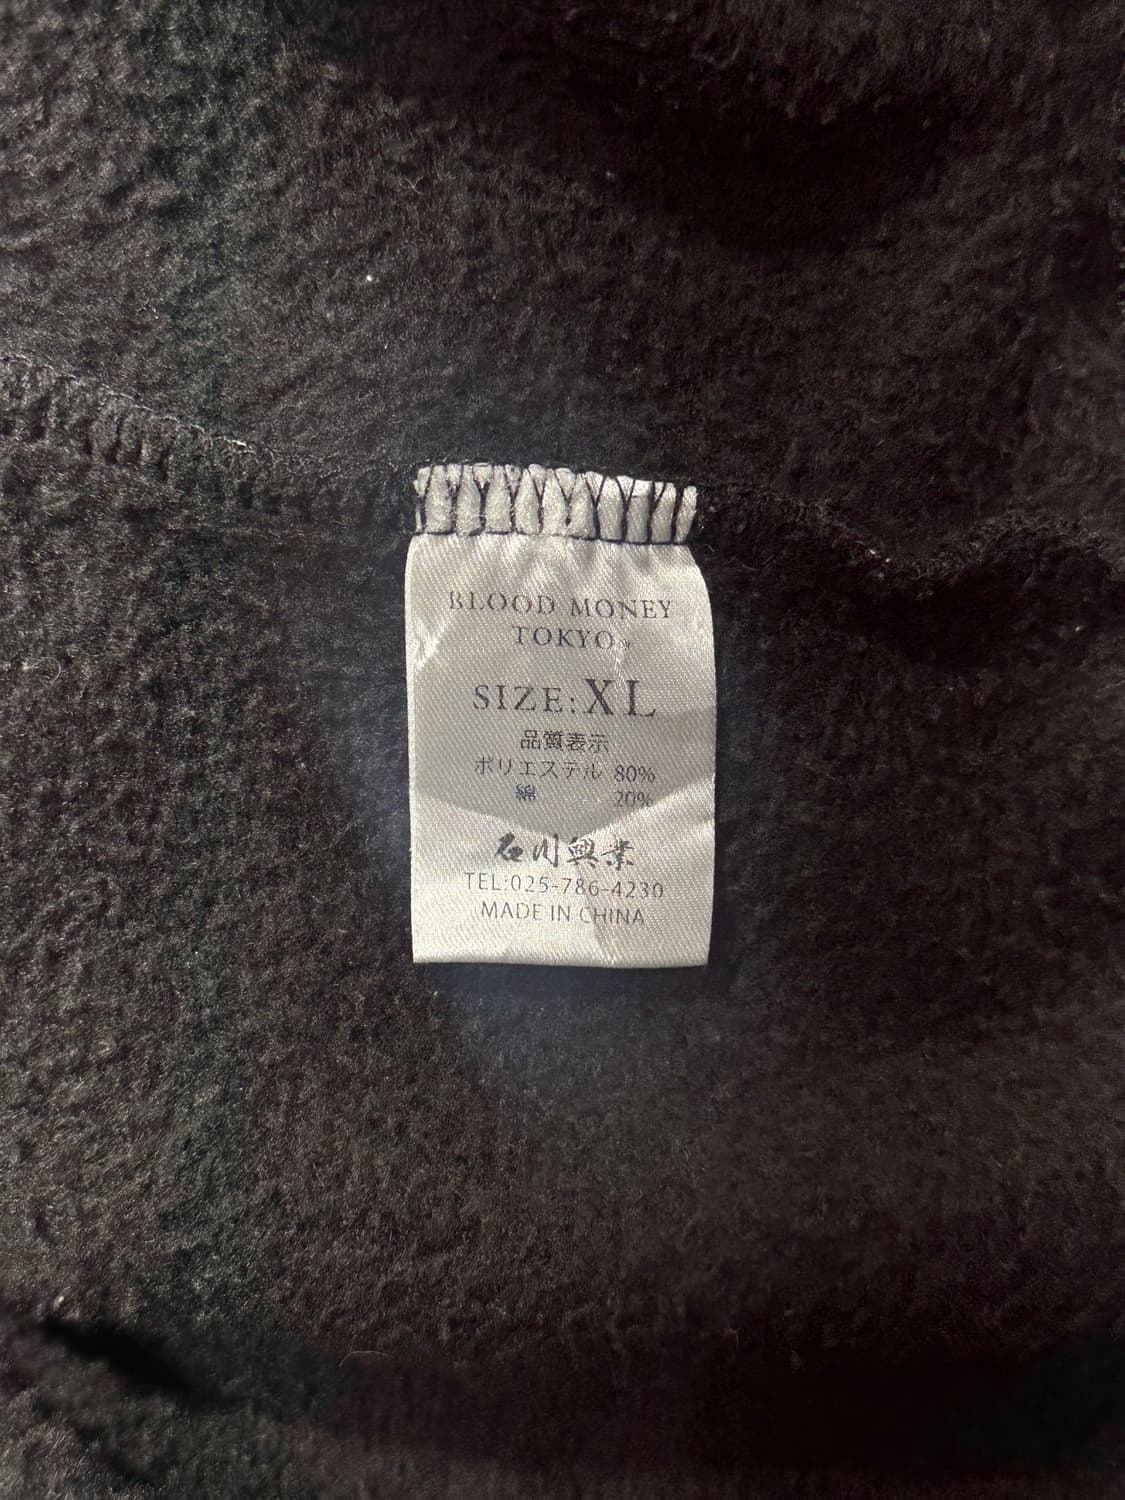 BLOOD MONEY
TOKYO
SIZE:XL
品質表示
ポリエステル 80%
綿 20%
石川興業
TEL:025-786-4230
MADE IN CHINA